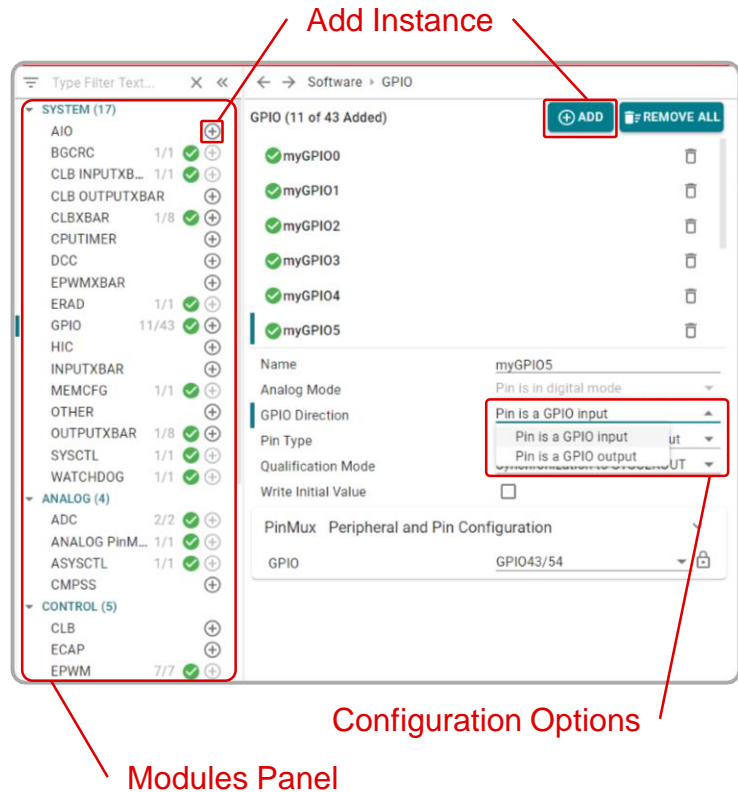 Add Instance
Type Filter Text... X « ← → Software › GPIO
SYSTEM (17)
AIO
BGCRC 1/1
CLB INPUTXB... 1/1
CLB OUTPUTXBAR
CLBXBAR 1/8
CPUTIMER
DCC
EPWMXBAR
ERAD 1/1
GPIO 11/43
HIC
INPUTXBAR
MEMCFG 1/1
OTHER
OUTPUTXBAR 1/8
SYSCTL 1/1
WATCHDOG 1/1
ANALOG (4)
ADC 2/2
ANALOG PinM... 1/1
ASYSCTL 1/1
CMPSS
CONTROL (5)
CLB
ECAP
EPWM 7/7
GPIO (11 of 43 Added) ADD REMOVE ALL
myGPIO0
myGPIO1
myGPIO2
myGPIO3
myGPIO4
myGPIO5
Name myGPIO5
Analog Mode Pin is in digital mode
GPIO Direction Pin is a GPIO input
Pin is a GPIO input
Pin is a GPIO output
Pin Type ut
Qualification Mode
Write Initial Value
PinMux Peripheral and Pin Configuration
GPIO GPIO43/54
Configuration Options
Modules Panel